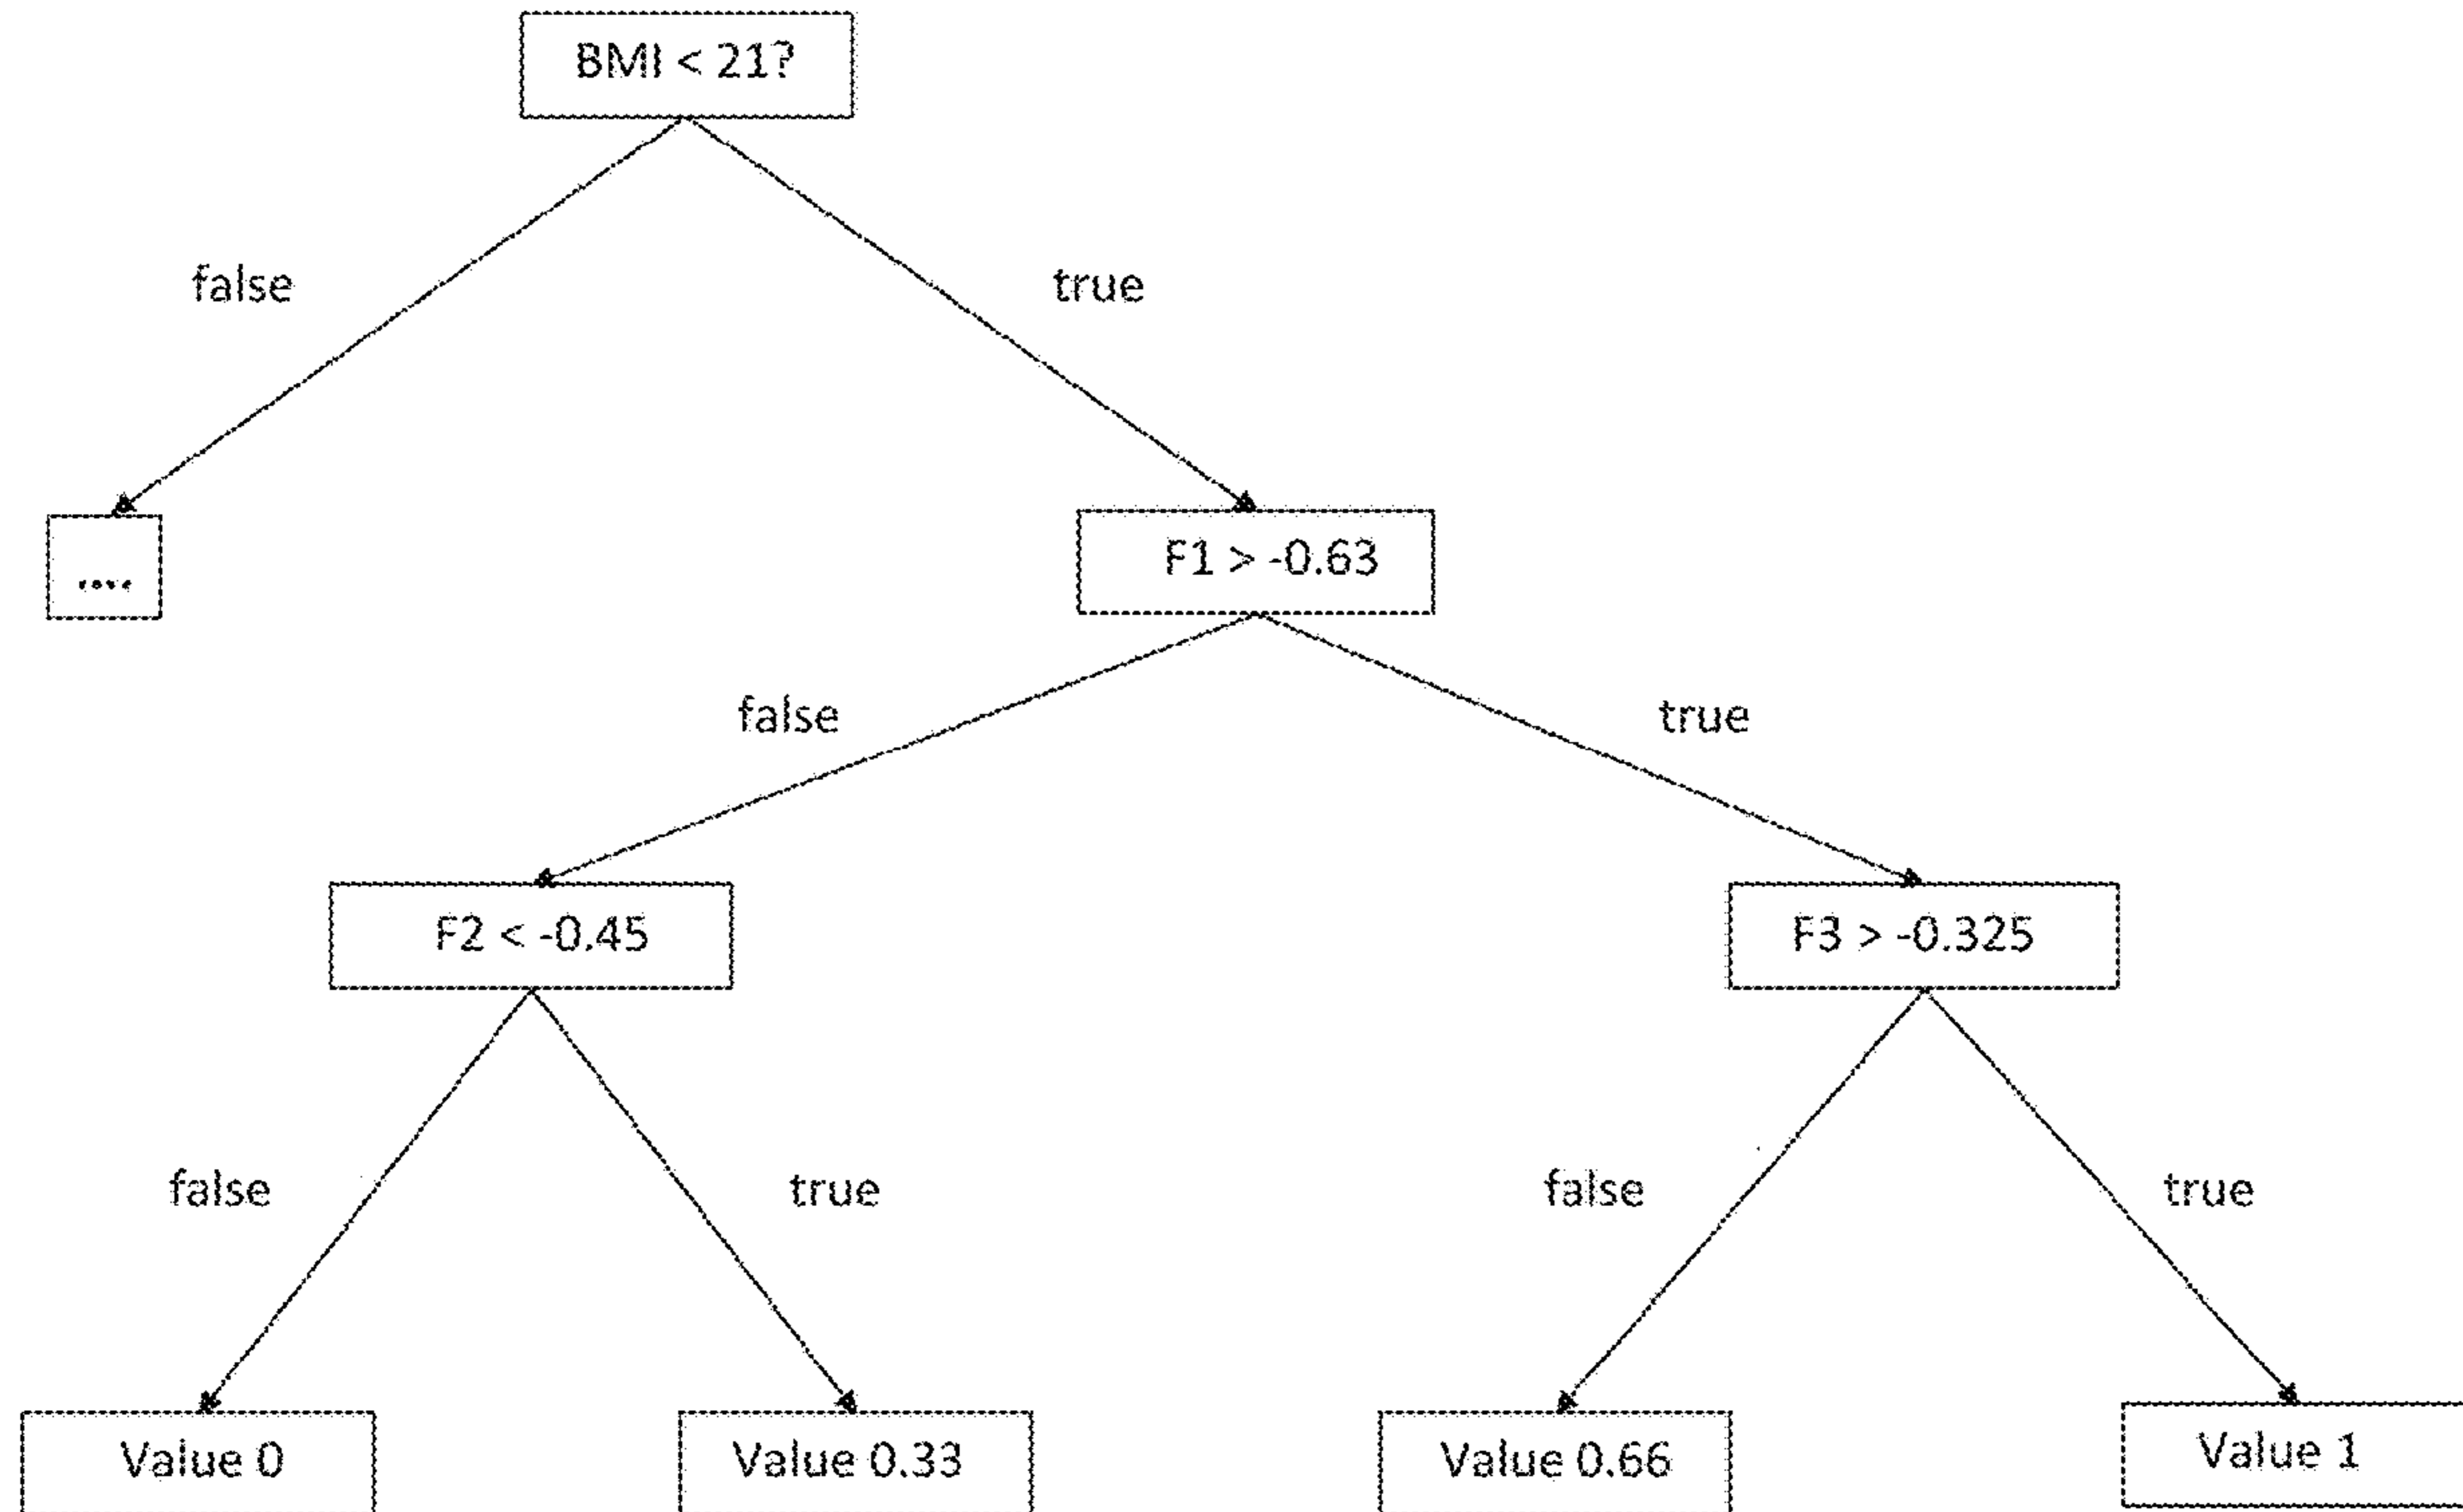 BMI < 21?
false
true
....
F1 > -0.63
false
true
F2 < -0.45
F3 > -0.325
false
true
false
true
Value 0
Value 0.33
Value 0.66
Value 1